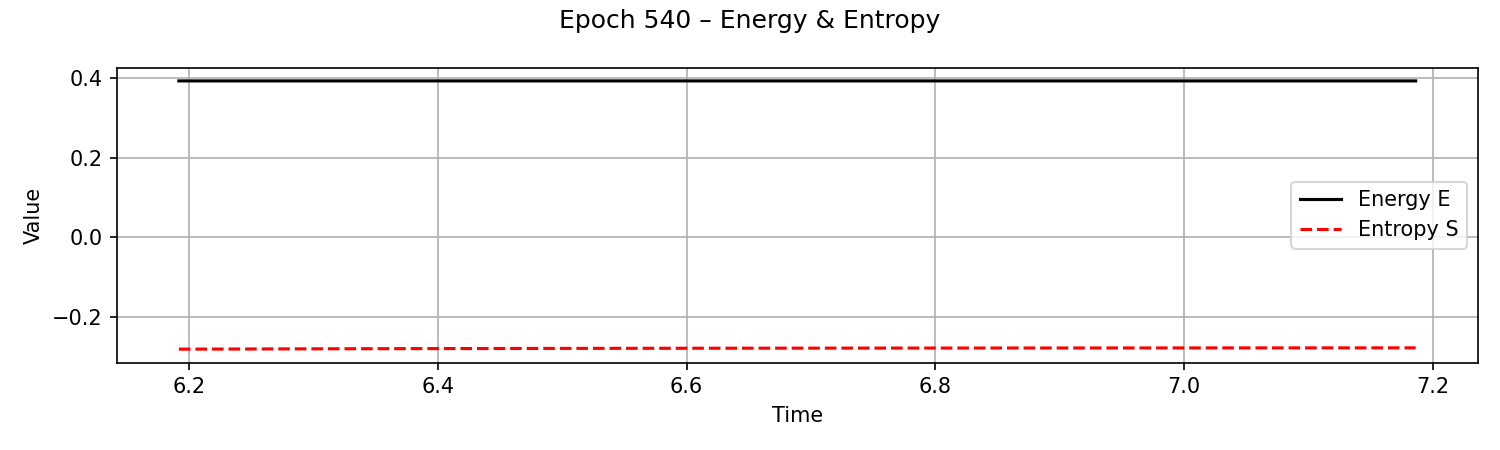 Epoch 540 – Energy & Entropy
0.4
0.2
0.0
−0.2
Value
Energy E
Entropy S
6.2 6.4 6.6 6.8 7.0 7.2
Time